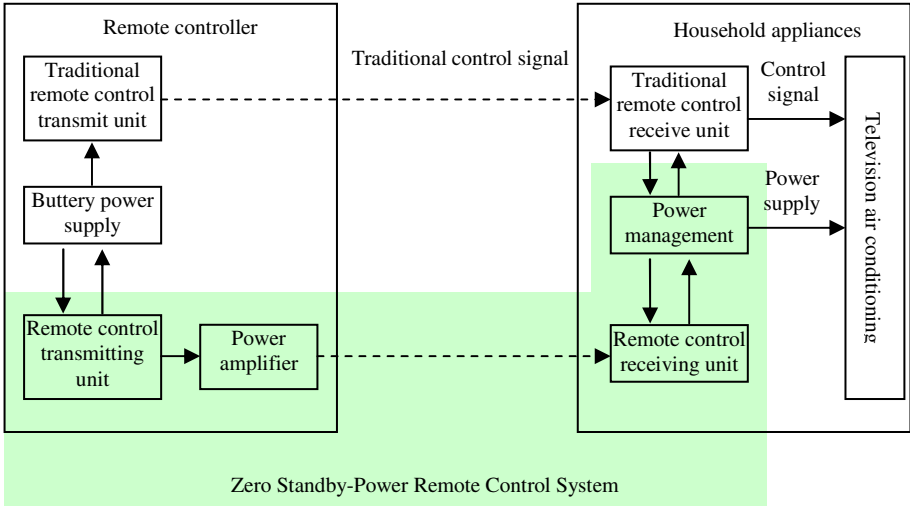 Remote controller
Household appliances
Traditional control signal
Traditional
remote control
transmit unit
Traditional
remote control
receive unit
Control
signal
Television air conditioning
Buttery power
supply
Power
management
Power
supply
Remote control
transmitting
unit
Power
amplifier
Remote control
receiving unit
Zero Standby-Power Remote Control System